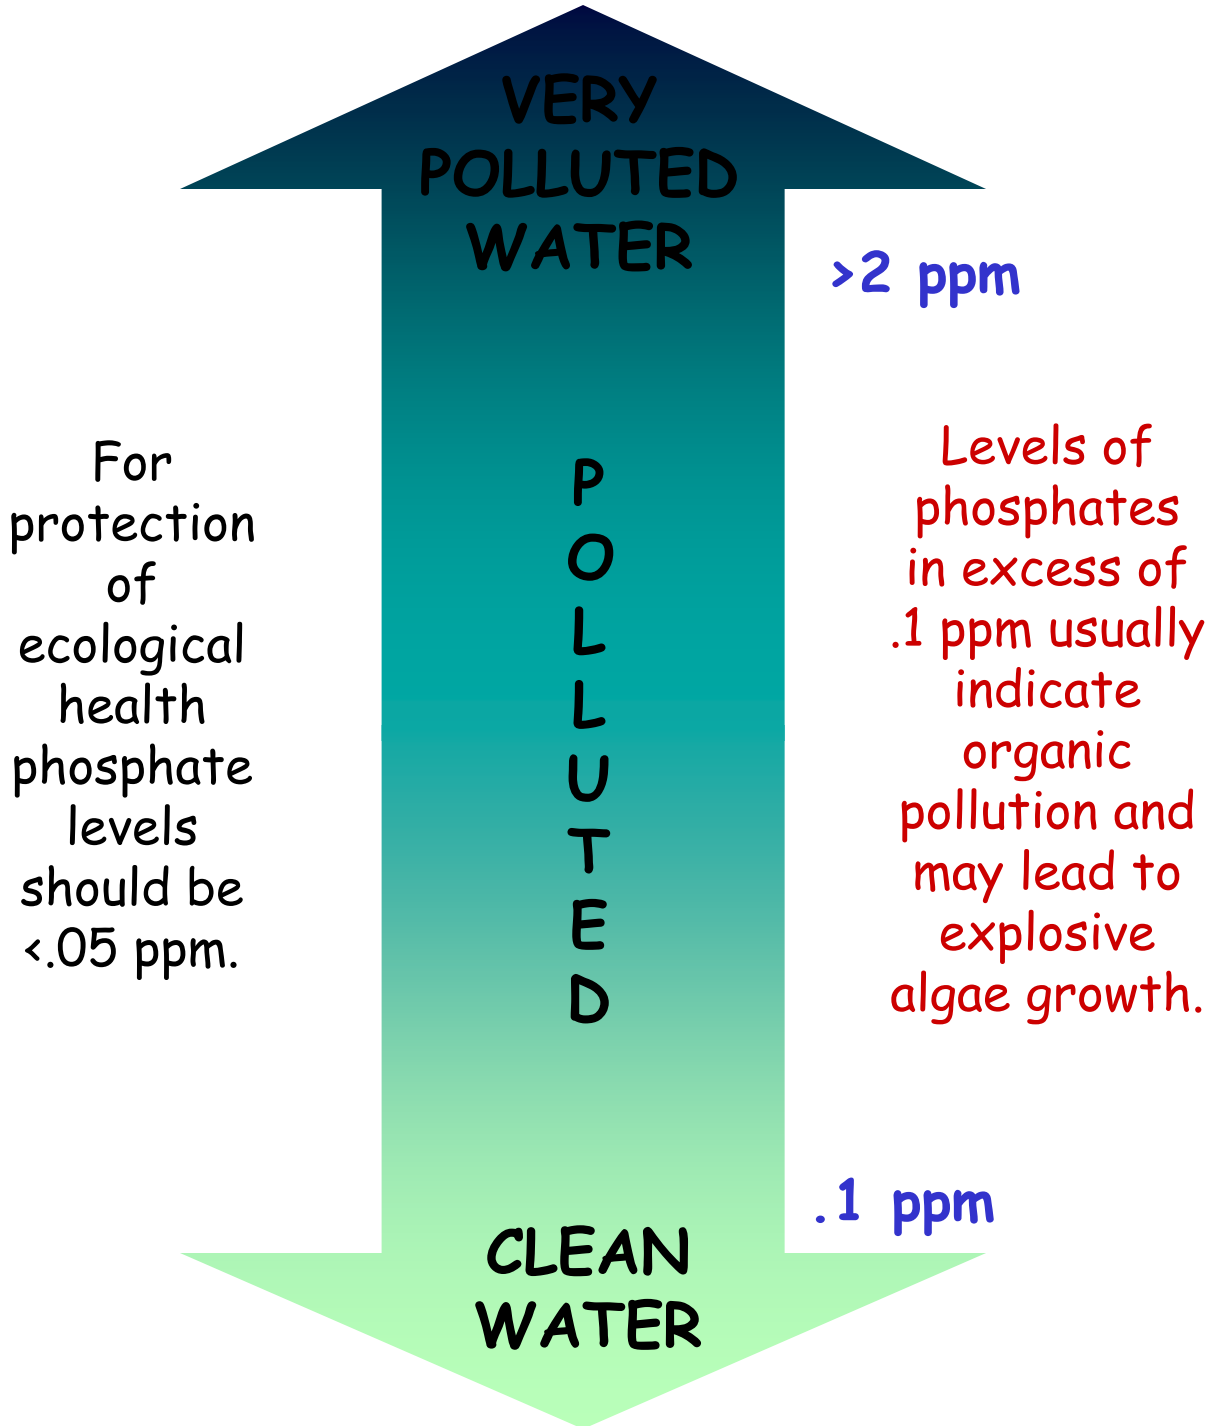 VERY
POLLUTED
WATER
>2 ppm
For
protection
of
ecological
health
phosphate
levels
should be
<.05 ppm.
P
O
L
L
U
T
E
D
Levels of
phosphates
in excess of
.1 ppm usually
indicate
organic
pollution and
may lead to
explosive
algae growth.
.1 ppm
CLEAN
WATER